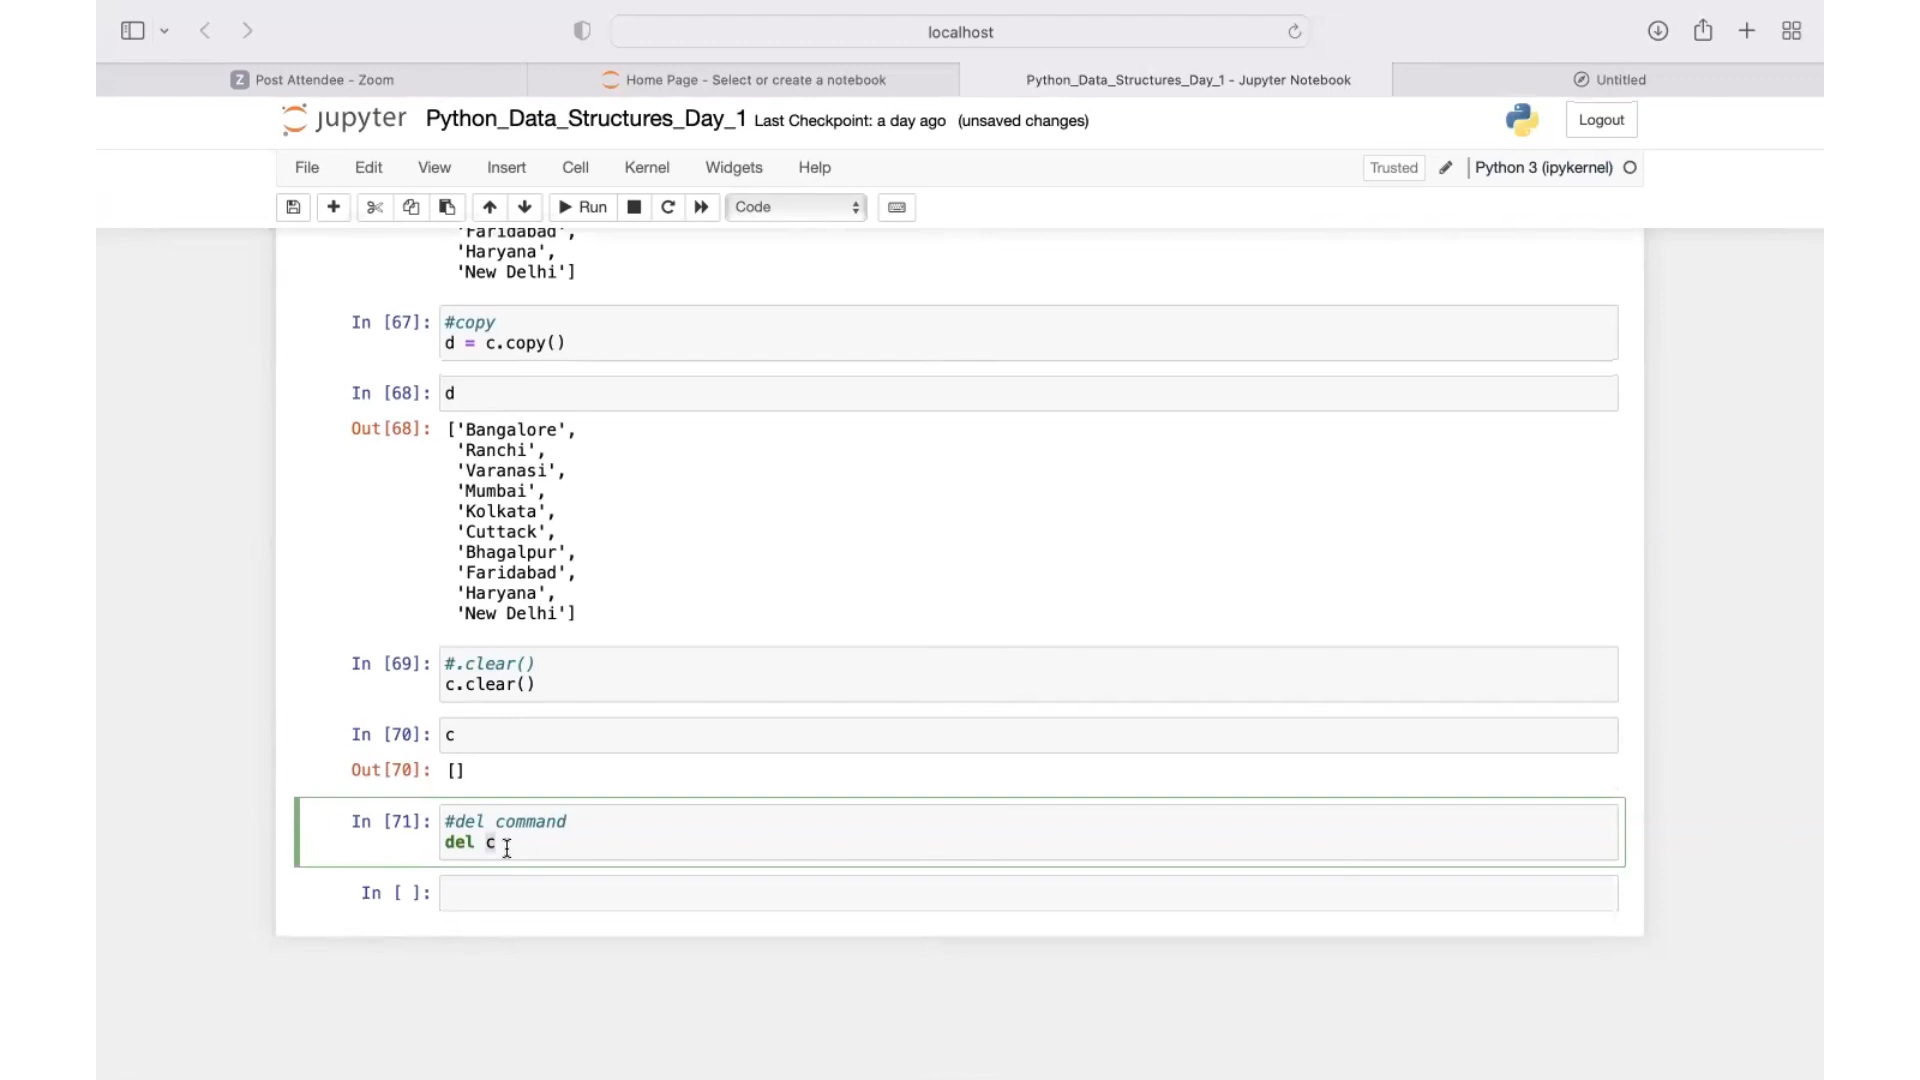 localhost
Z Post Attendee - Zoom
Home Page - Select or create a notebook
Python_Data_Structures_Day_1 - Jupyter Notebook
Untitled
jupyter Python_Data_Structures_Day_1 Last Checkpoint: a day ago (unsaved changes)
Logout
File Edit View Insert Cell Kernel Widgets Help
Trusted Python 3 (ipykernel)
Run Code
'Faridabad',
'Haryana',
'New Delhi']
In [67]: #copy
d = c.copy()
In [68]: d
Out[68]: ['Bangalore',
'Ranchi',
'Varanasi',
'Mumbai',
'Kolkata',
'Cuttack',
'Bhagalpur',
'Faridabad',
'Haryana',
'New Delhi']
In [69]: #.clear()
c.clear()
In [70]: c
Out[70]: []
In [71]: #del command
del c
In [ ]: